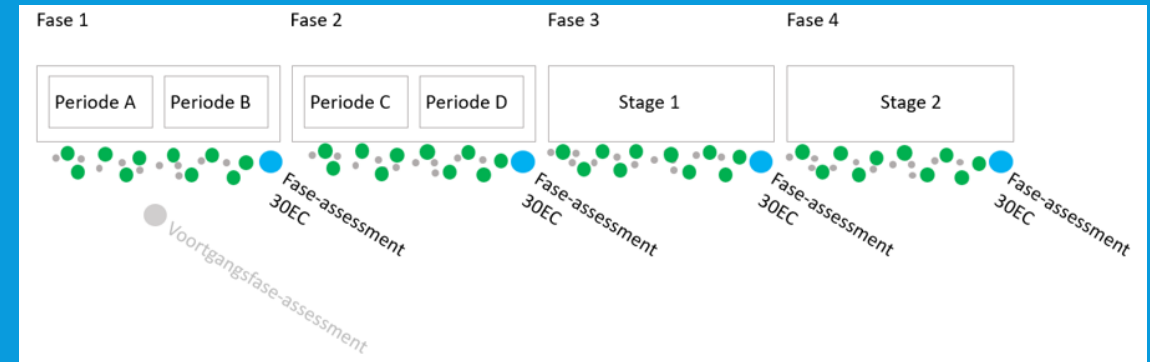 Fase 1
Fase 2
Fase 3
Fase 4
Periode A
Periode B
Periode C
Periode D
Stage 1
Stage 2
Fase-assessment
30EC
Fase-assessment
30EC
Fase-assessment
30EC
Fase-assessment
30EC
Voortgangsfase-assessment